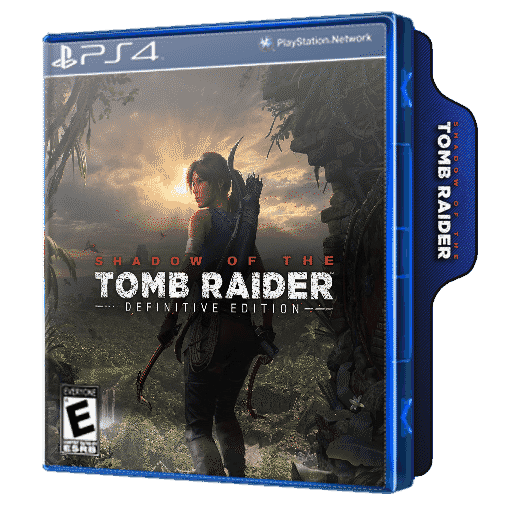 PS4
PlayStation Network
SHADOW OF THE
TOMB RAIDER
DEFINITIVE EDITION
EVERYONE
E
ESRB
SHADOW OF THE
TOMB RAIDER